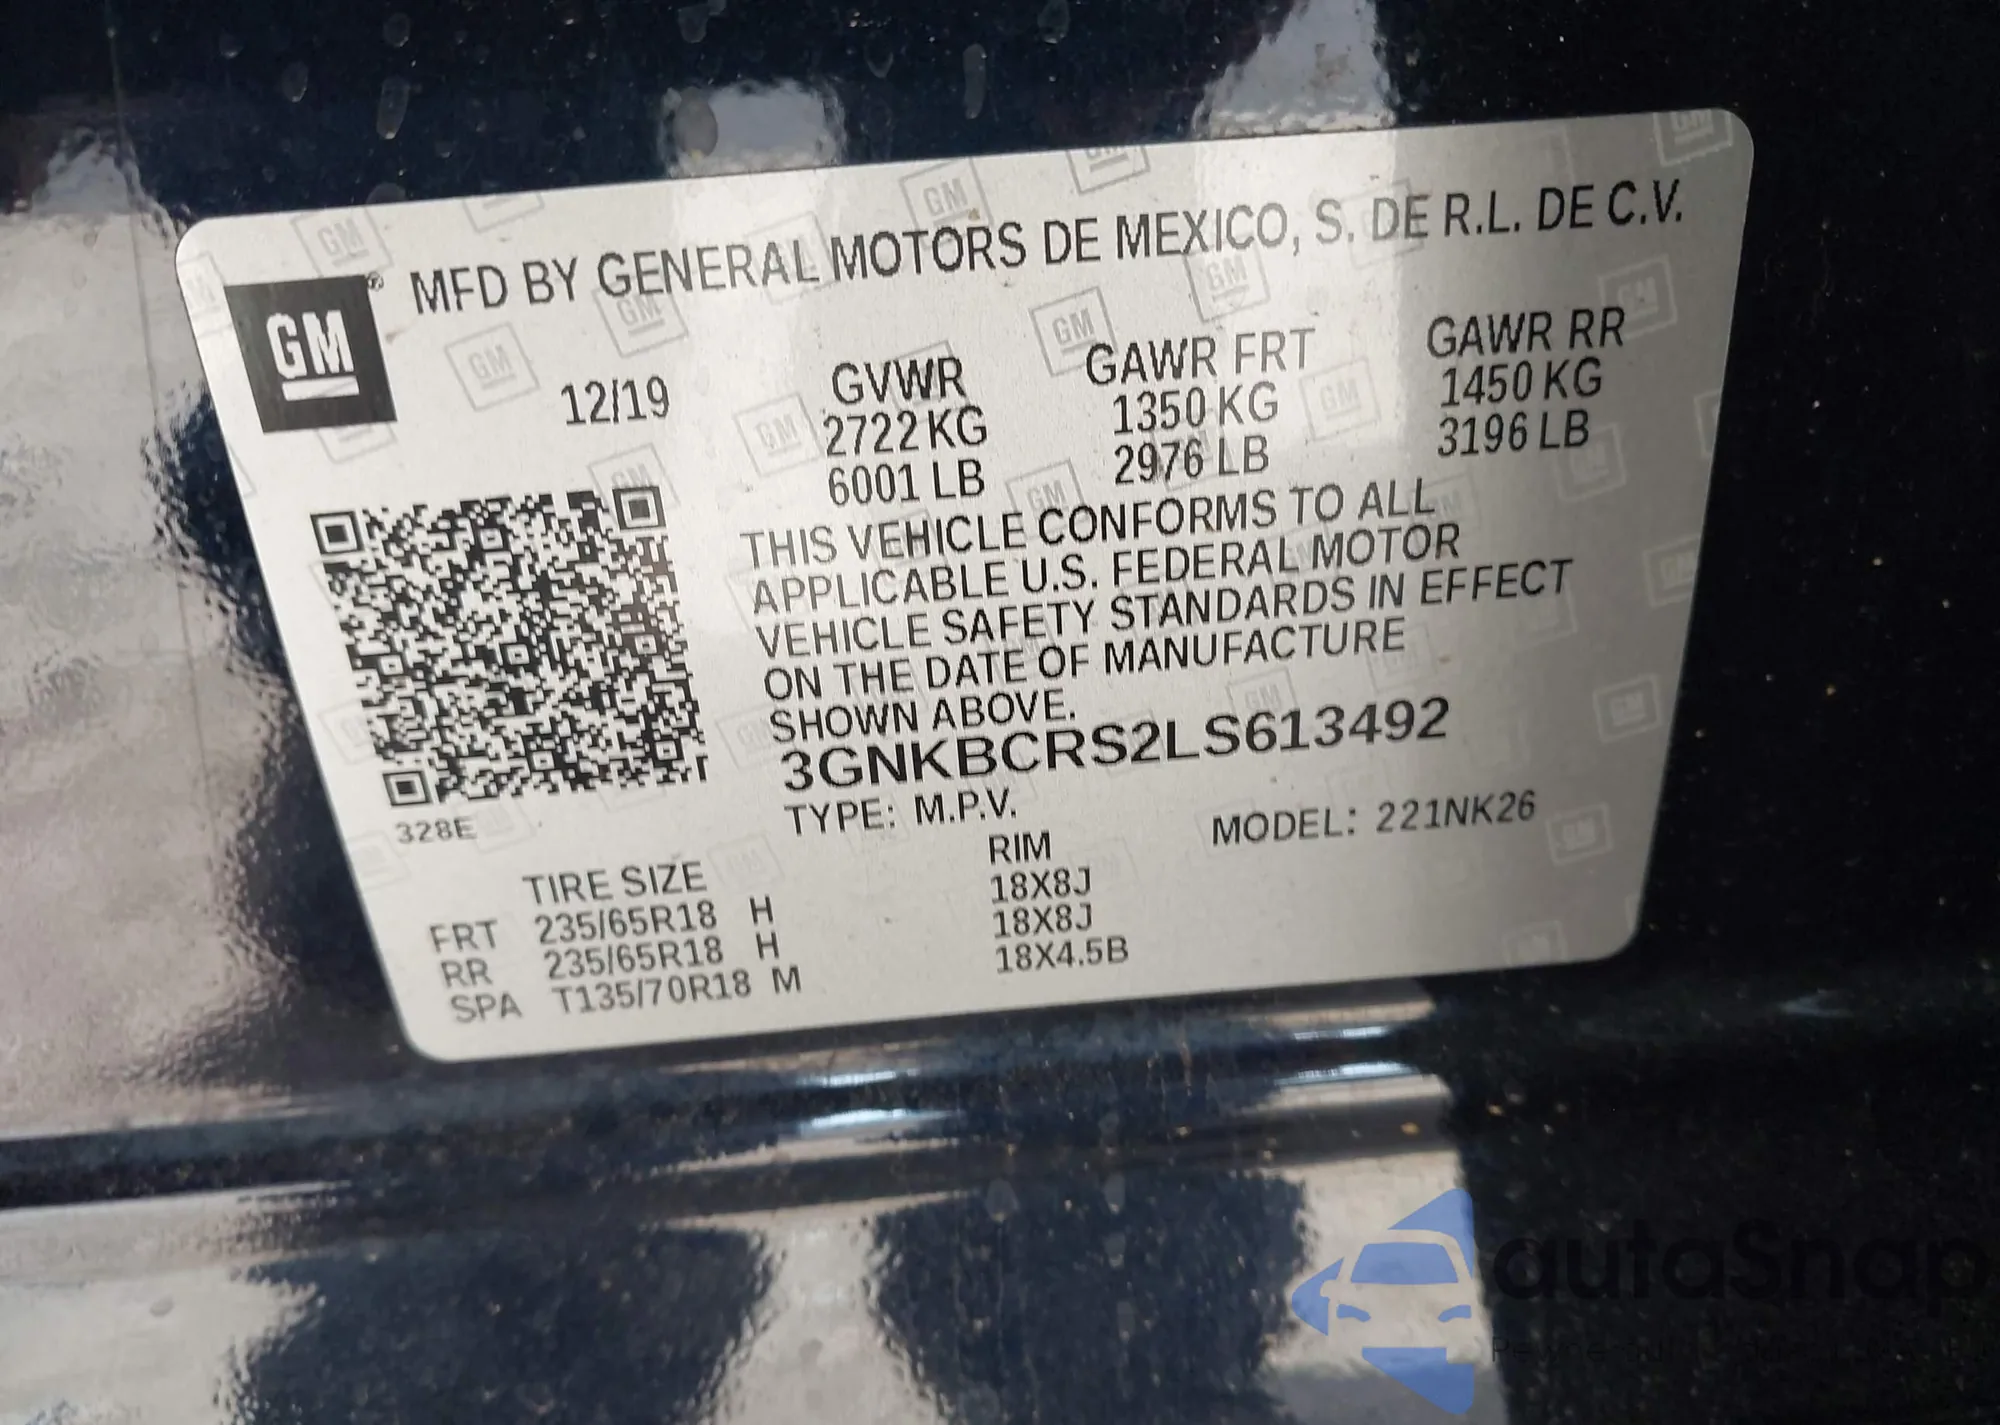 MFD BY GENERAL MOTORS DE MEXICO, S. DE R.L. DE C.V.
GM ®
12/19
GVWR GAWR FRT GAWR RR
2722 KG 1350 KG 1450 KG
6001 LB 2976 LB 3196 LB
THIS VEHICLE CONFORMS TO ALL
APPLICABLE U.S. FEDERAL MOTOR
VEHICLE SAFETY STANDARDS IN EFFECT
ON THE DATE OF MANUFACTURE
SHOWN ABOVE.
3GNKBCRS2LS613492
TYPE: M.P.V. MODEL: 221NK26
328E
TIRE SIZE RIM
FRT 235/65R18 H 18X8J
RR 235/65R18 H 18X8J
SPA T135/70R18 M 18X4.5B
autoSnap